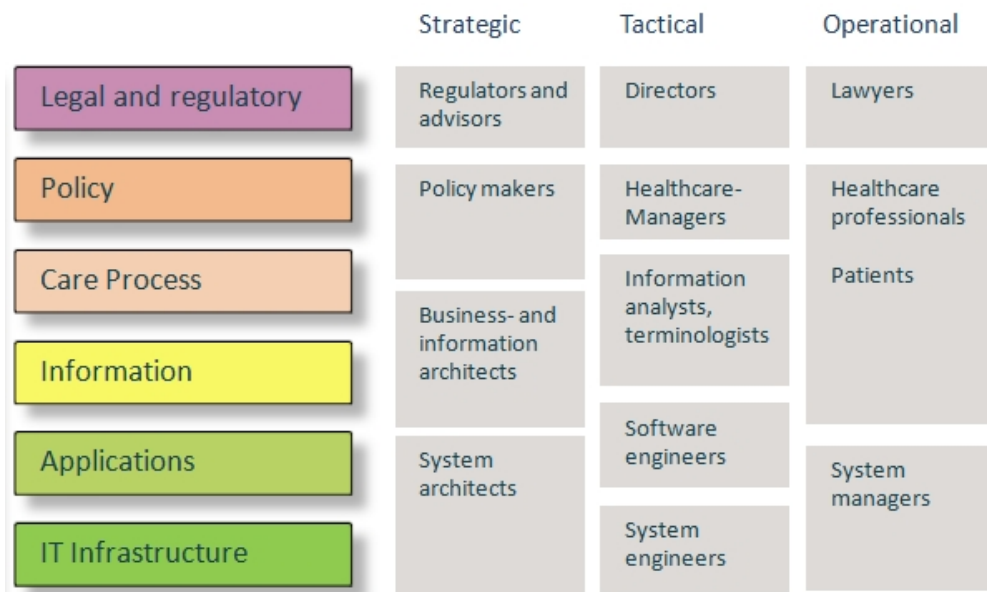 Strategic
Tactical
Operational
Legal and regulatory
Regulators and
advisors
Directors
Lawyers
Policy
Policy makers
Healthcare-
Managers
Healthcare
professionals
Patients
Care Process
Information
analysts,
terminologists
Business- and
information
architects
Information
Software
engineers
Applications
System
architects
System
managers
IT Infrastructure
System
engineers